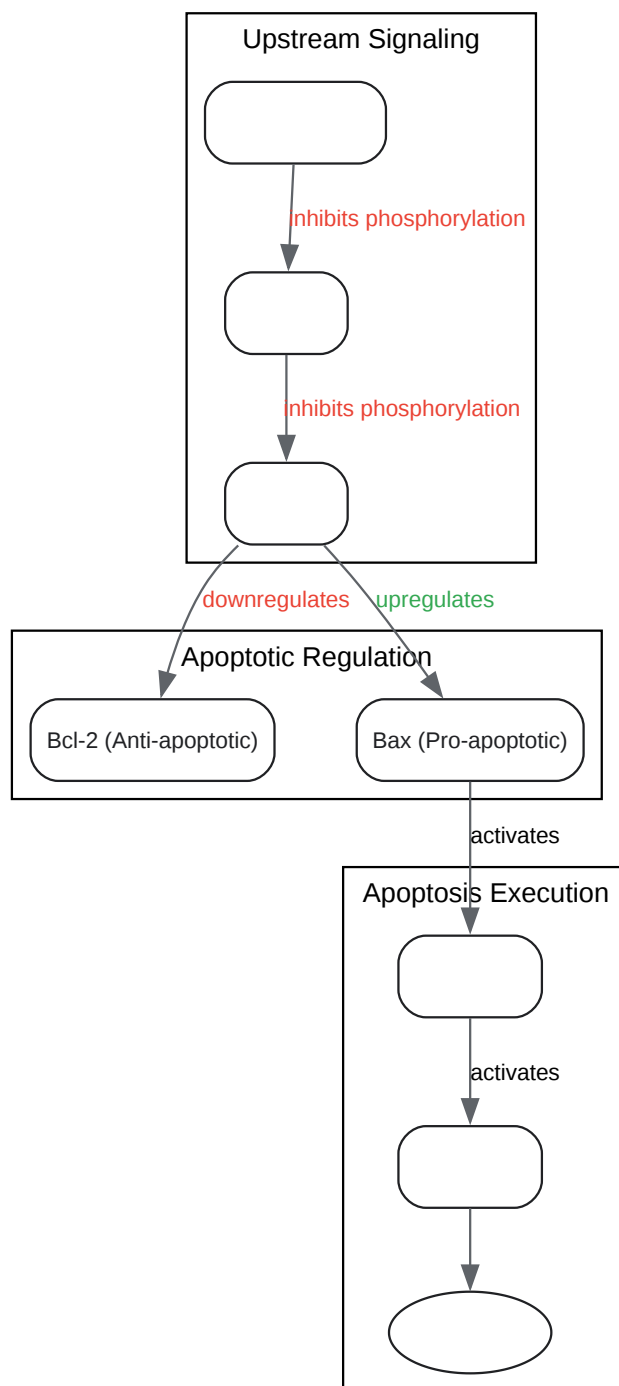 Upstream Signaling
inhibits phosphorylation
inhibits phosphorylation
downregulates
upregulates
Apoptotic Regulation
Bcl-2 (Anti-apoptotic)
Bax (Pro-apoptotic)
activates
Apoptosis Execution
activates